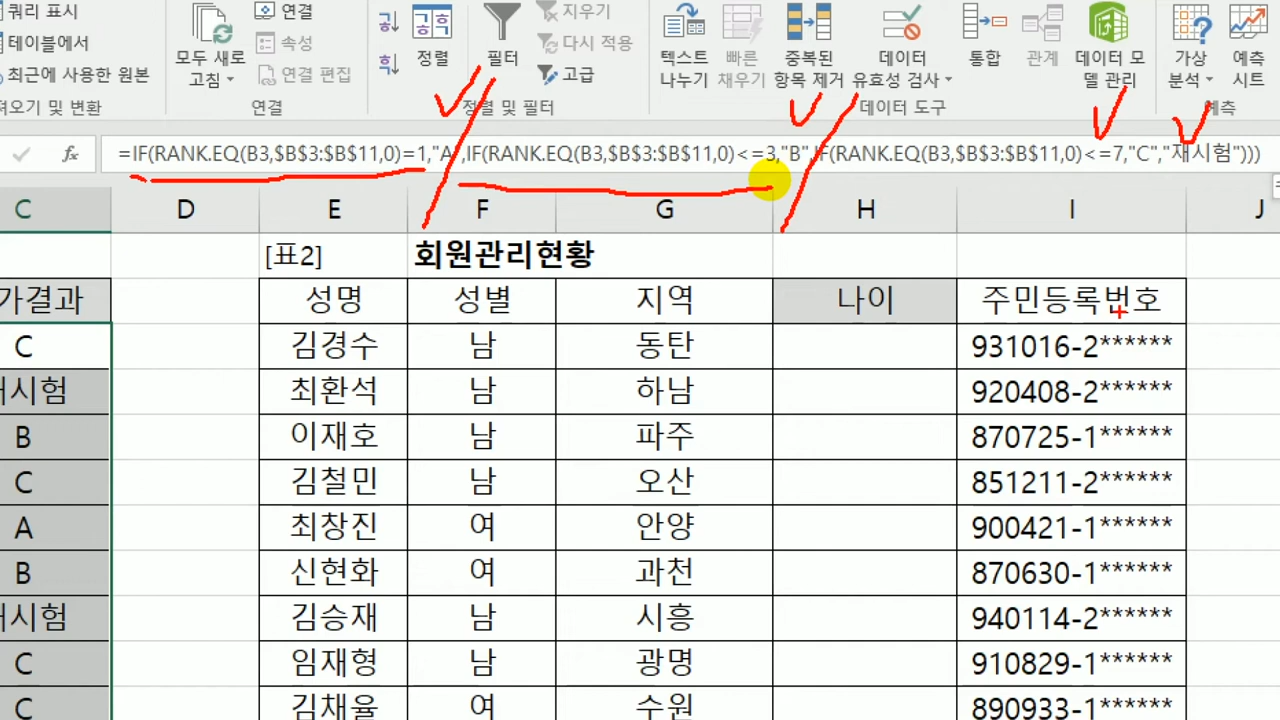 쿼리 표시
테이블에서
최근에 사용한 원본
모두 새로 고침
연결
속성
연결 편집
연결
정렬
필터
지우기
다시 적용
고급
정렬 및 필터
텍스트 나누기
빠른 채우기
중복된 항목 제거
데이터 유효성 검사
통합
관계
데이터 모델 관리
데이터 도구
가상 분석
예측 시트
예측
fx =IF(RANK.EQ(B3,$B$3:$B$11,0)=1,"A",IF(RANK.EQ(B3,$B$3:$B$11,0)<=3,"B",IF(RANK.EQ(B3,$B$3:$B$11,0)<=7,"C","재시험")))
C D E F G H I J
[표2] 회원관리현황
가결과 성명 성별 지역 나이 주민등록번호
C 김경수 남 동탄 931016-2******
시험 최환석 남 하남 920408-2******
B 이재호 남 파주 870725-1******
C 김철민 남 오산 851211-2******
A 최창진 여 안양 900421-1******
B 신현화 여 과천 870630-1******
시험 김승재 남 시흥 940114-2******
C 임재형 남 광명 910829-1******
C 김채율 여 수원 890933-1******